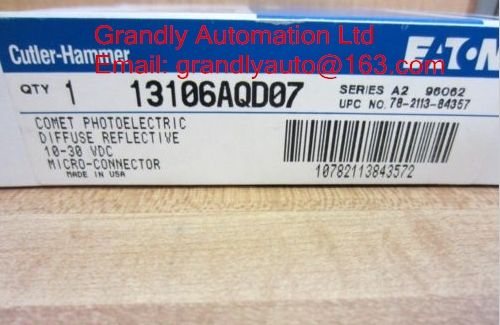 Grandly Automation Ltd
Cutler-Hammer
EATON
Email: grandlyauto@163.com
QTY 1 13106AQD07 SERIES A2 96062
UPC NO. 78-2113-84357
COMET PHOTOELECTRIC
DIFFUSE REFLECTIVE
10-30 VDC
MICRO-CONNECTOR
MADE IN USA
10782113843572